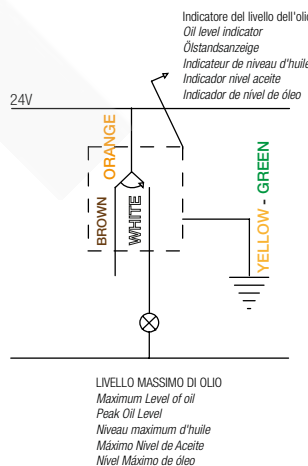 Indicatore del livello dell'olio
Oil level indicator
Ölstandsanzeige
Indicateur de niveau d'huile
Indicador nivel aceite
Indicador de nível de óleo
24V
ORANGE
BROWN
WHITE
YELLOW - GREEN
LIVELLO MASSIMO DI OLIO
Maximum Level of oil
Peak Oil Level
Niveau maximum d'huile
Máximo Nivel de Aceite
Nível Máximo de óleo